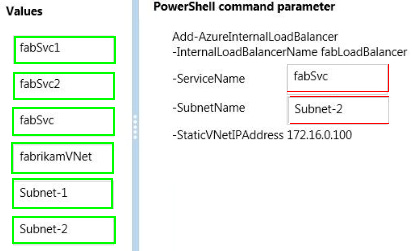 Values
fabSvc1
fabSvc2
fabSvc
fabrikamVNet
Subnet-1
Subnet-2
PowerShell command parameter
Add-AzureInternalLoadBalancer
-InternalLoadBalancerName fabLoadBalancer
-ServiceName fabSvc
-SubnetName Subnet-2
-StaticVNetIPAddress 172.16.0.100